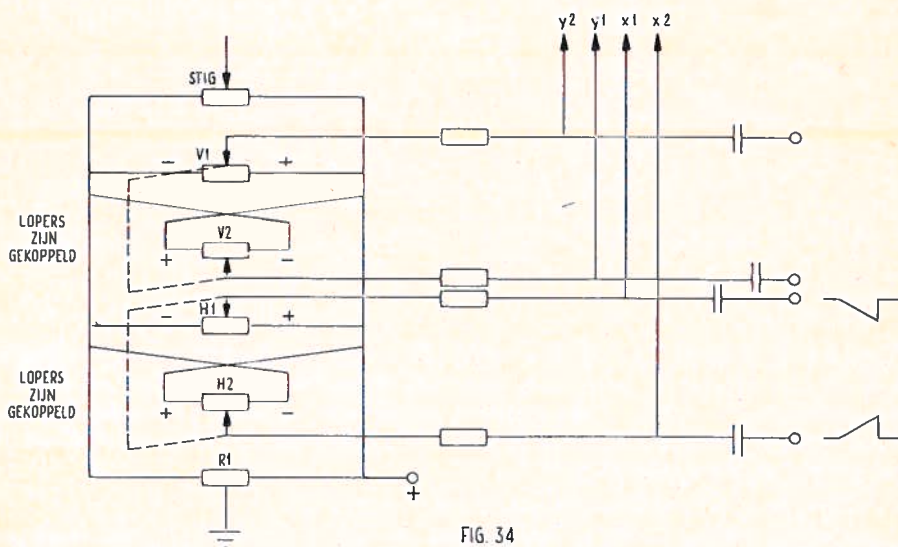 y2 y1 x1 x2
STIG
− V1 +
LOPERS
ZIJN
GEKOPPELD
V2
+ −
− H1 +
LOPERS
ZIJN
GEKOPPELD
H2
+ −
R1
+
FIG. 34